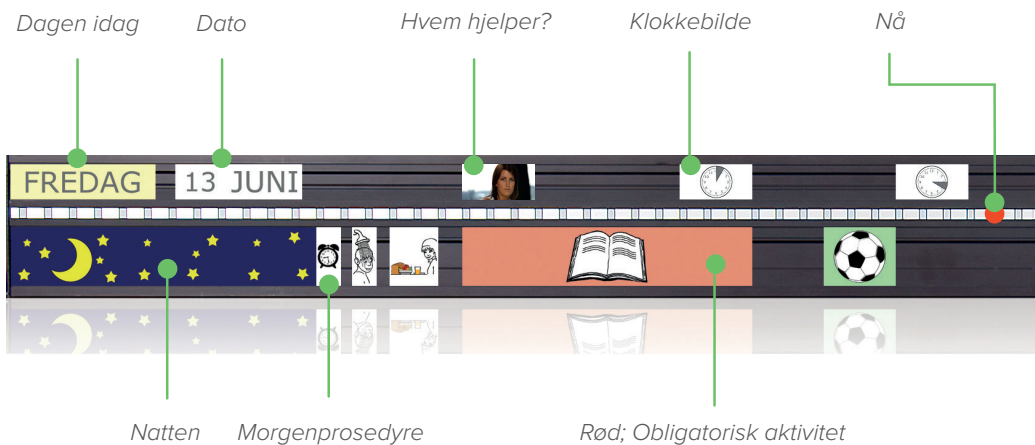 Dagen idag
Dato
Hvem hjelper?
Klokkebilde
Nå
FREDAG
13 JUNI
Natten
Morgenprosedyre
Rød; Obligatorisk aktivitet